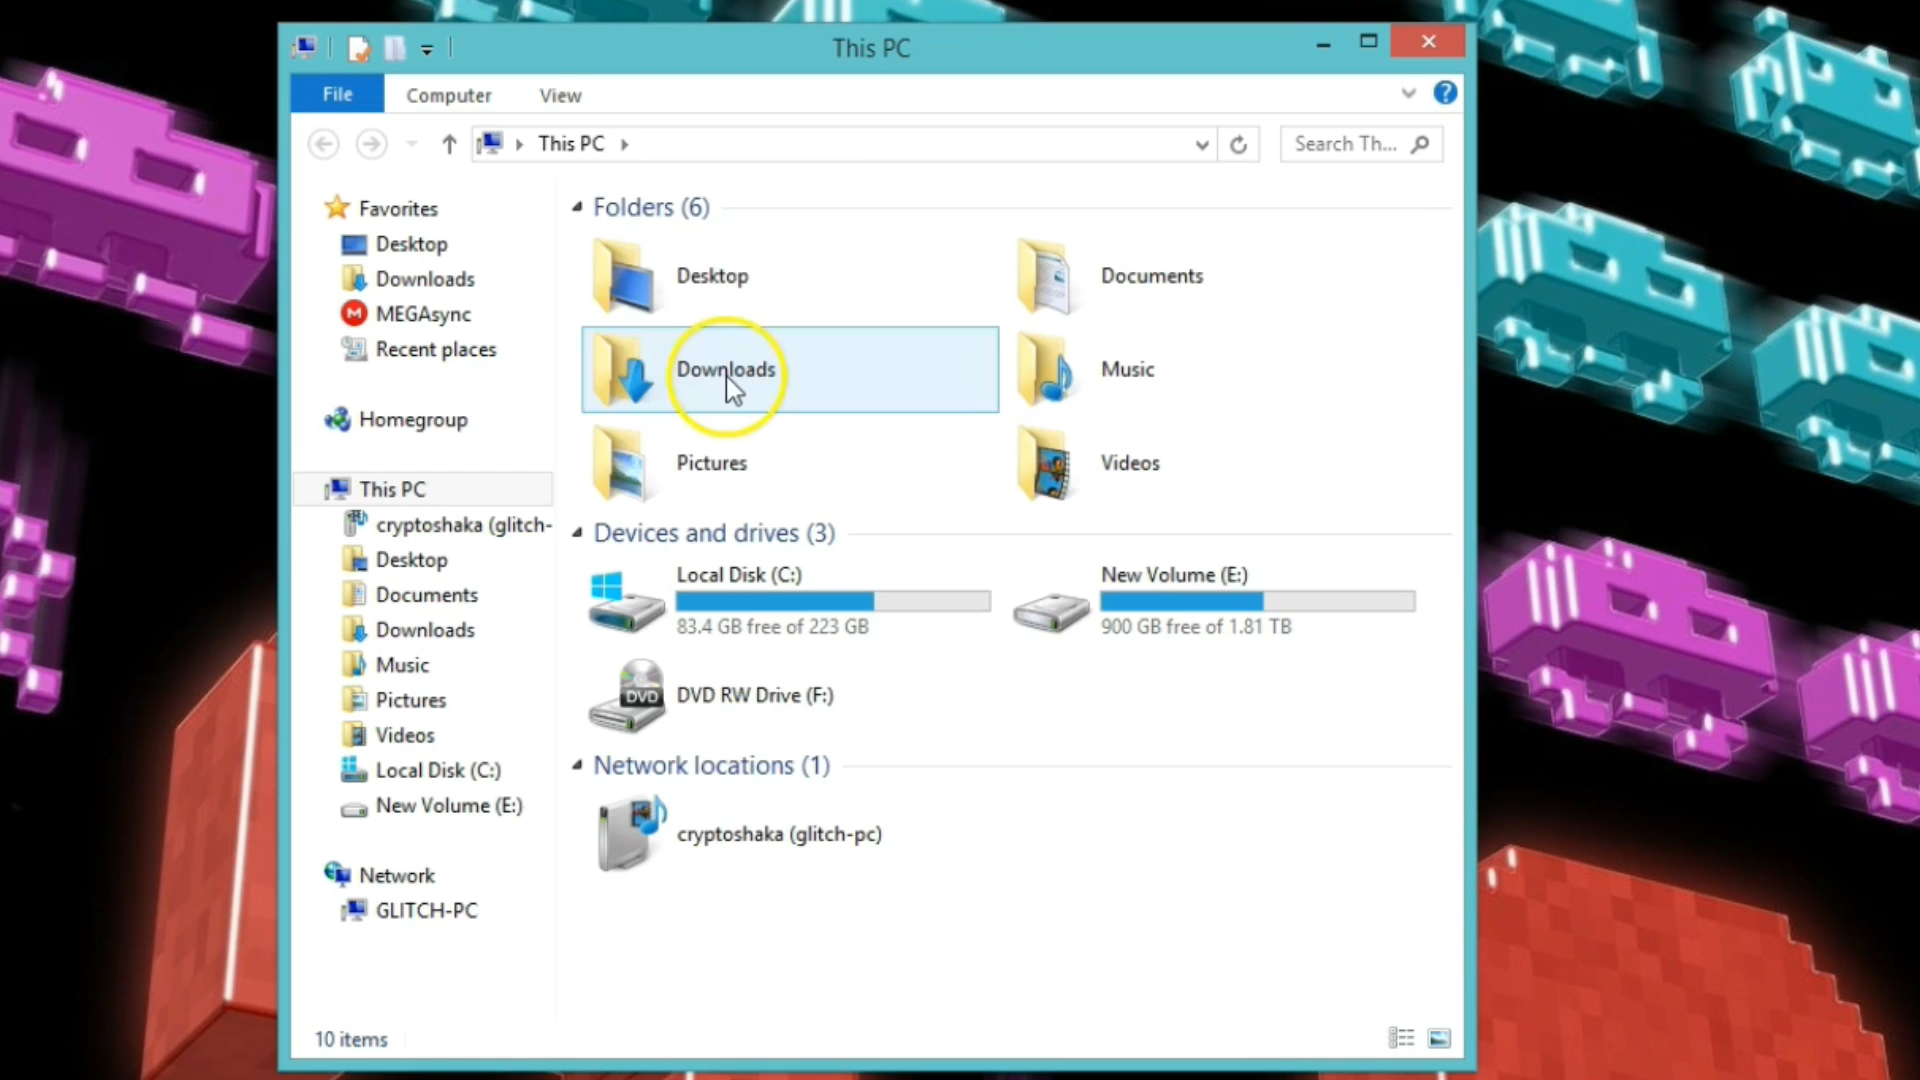 This PC
File
Computer
View
This PC
Search Th...
Favorites
Desktop
Downloads
MEGAsync
Recent places
Homegroup
This PC
cryptoshaka (glitch-
Desktop
Documents
Downloads
Music
Pictures
Videos
Local Disk (C:)
New Volume (E:)
Network
GLITCH-PC
Folders (6)
Desktop
Documents
Downloads
Music
Pictures
Videos
Devices and drives (3)
Local Disk (C:)
83.4 GB free of 223 GB
New Volume (E:)
900 GB free of 1.81 TB
DVD
DVD RW Drive (F:)
Network locations (1)
cryptoshaka (glitch-pc)
10 items